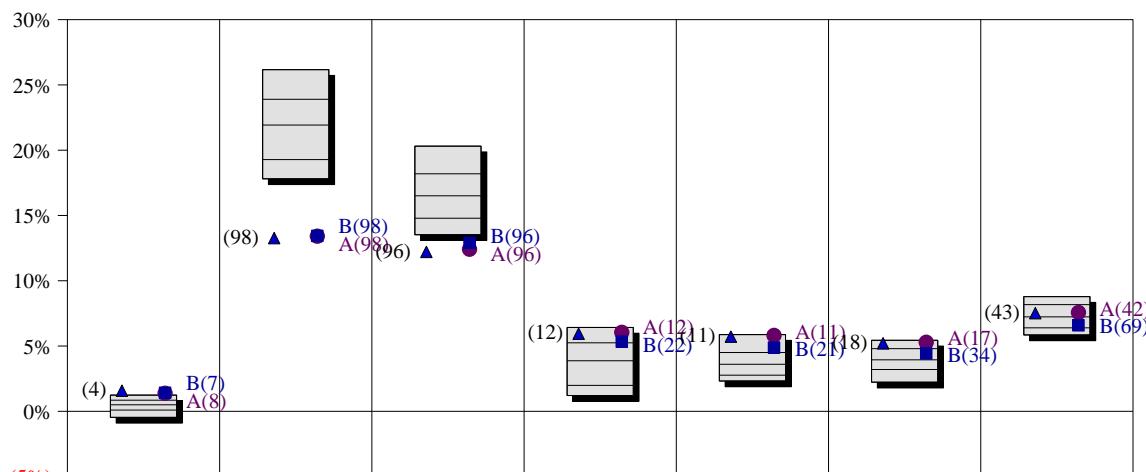 30%
25%
20%
15%
10%
5%
0%
(5%)
(4)
B(7)
A(8)
(98)
B(98)
A(98)
(96)
B(96)
A(96)
(12)
A(12)
B(22)
(11)
A(11)
B(21)
(18)
A(17)
B(34)
(43)
A(42)
B(69)